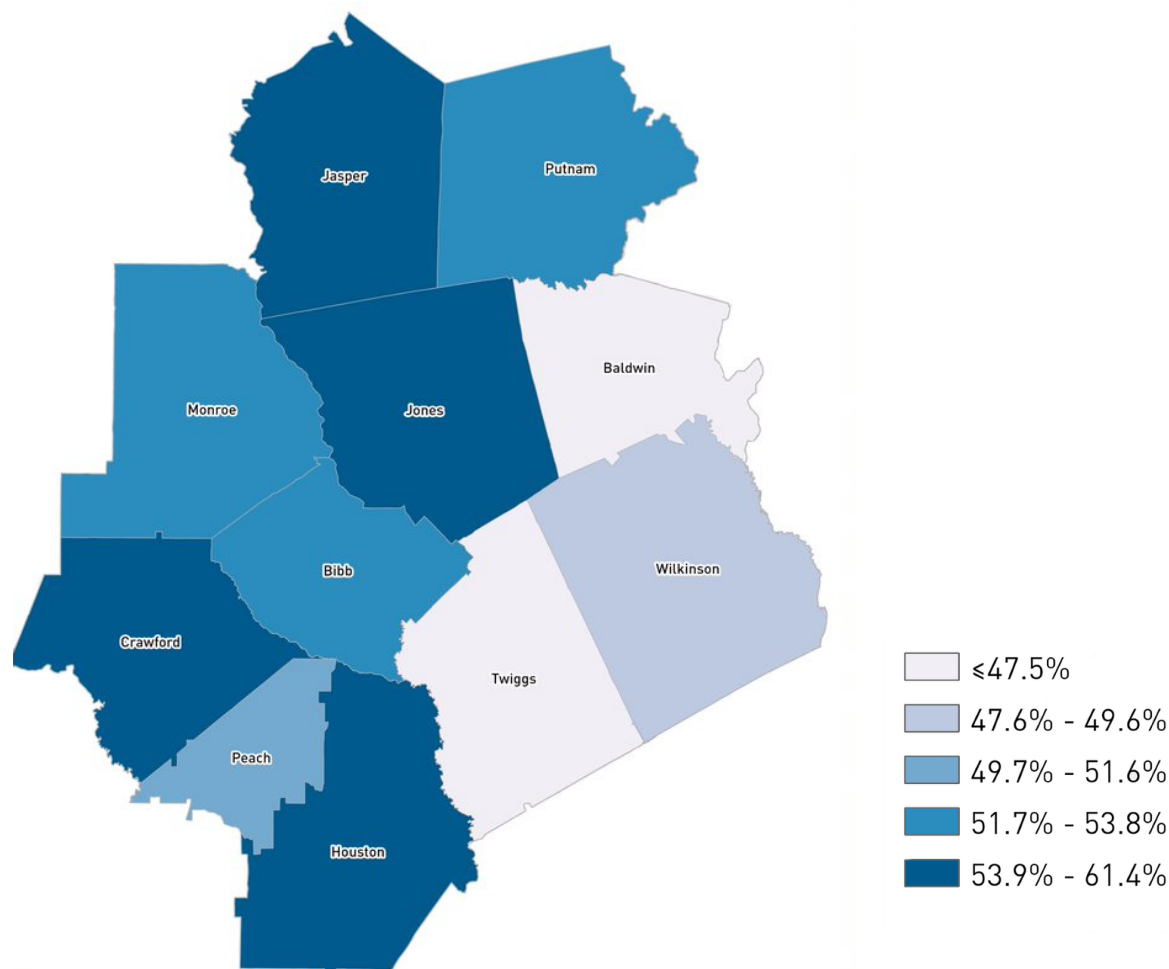 Jasper
Putnam
Baldwin
Monroe
Jones
Bibb
Wilkinson
Crawford
Twiggs
Peach
Houston
≤47.5%
47.6% - 49.6%
49.7% - 51.6%
51.7% - 53.8%
53.9% - 61.4%